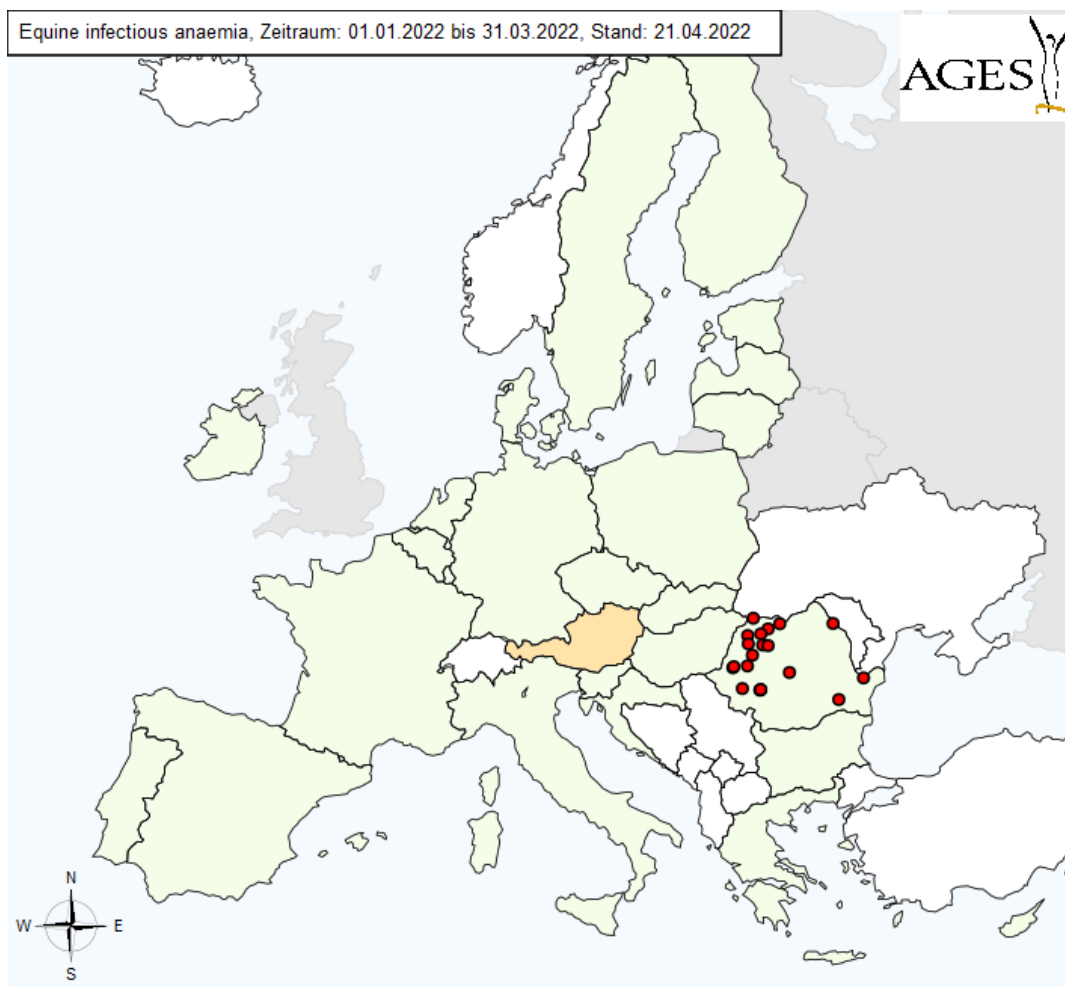 Equine infectious anaemia, Zeitraum: 01.01.2022 bis 31.03.2022, Stand: 21.04.2022
AGES
N
W E
S